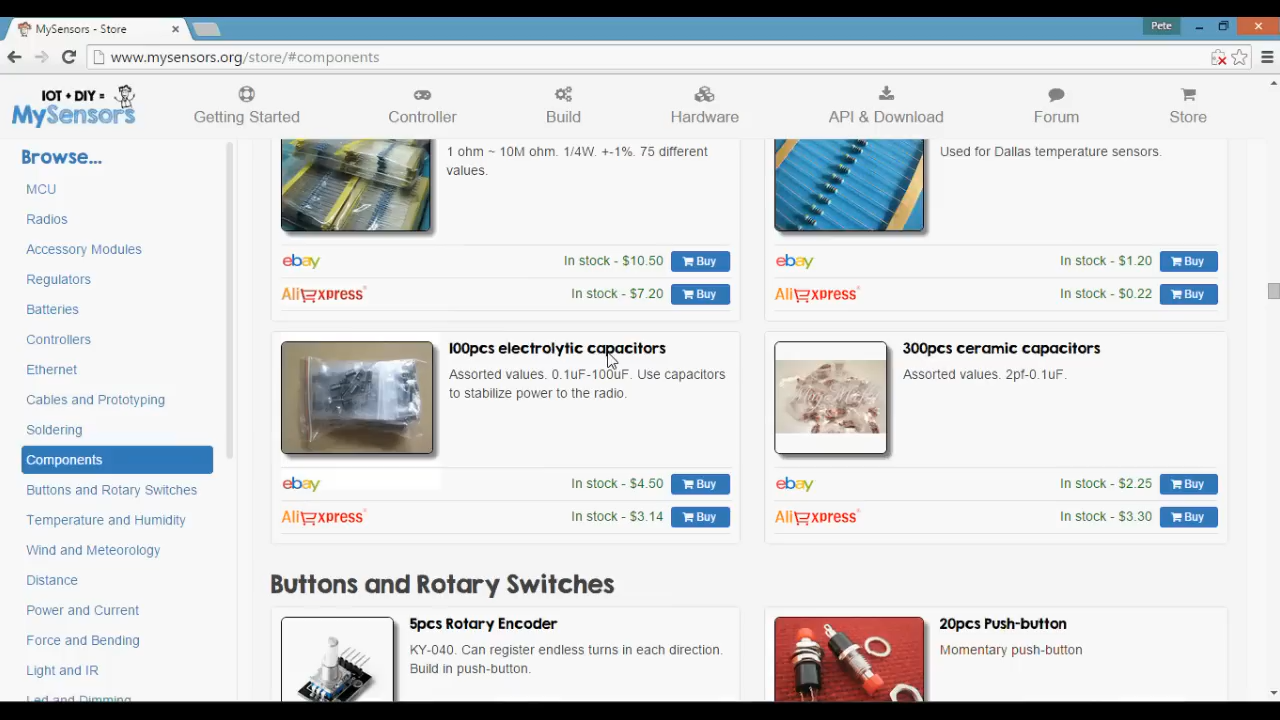 MySensors - Store
Pete
www.mysensors.org/store/#components
IOT + DIY =
MySensors
Getting Started
Controller
Build
Hardware
API & Download
Forum
Store
Browse...
MCU
Radios
Accessory Modules
Regulators
Batteries
Controllers
Ethernet
Cables and Prototyping
Soldering
Components
Buttons and Rotary Switches
Temperature and Humidity
Wind and Meteorology
Distance
Power and Current
Force and Bending
Light and IR
Led and Dimming
1 ohm ~ 10M ohm. 1/4W. +-1%. 75 different
values.
ebay In stock - $10.50 Buy
AliExpress In stock - $7.20 Buy
Used for Dallas temperature sensors.
ebay In stock - $1.20 Buy
AliExpress In stock - $0.22 Buy
100pcs electrolytic capacitors
Assorted values. 0.1uF-100uF. Use capacitors
to stabilize power to the radio.
ebay In stock - $4.50 Buy
AliExpress In stock - $3.14 Buy
300pcs ceramic capacitors
Assorted values. 2pf-0.1uF.
ebay In stock - $2.25 Buy
AliExpress In stock - $3.30 Buy
Buttons and Rotary Switches
5pcs Rotary Encoder
KY-040. Can register endless turns in each direction.
Build in push-button.
20pcs Push-button
Momentary push-button